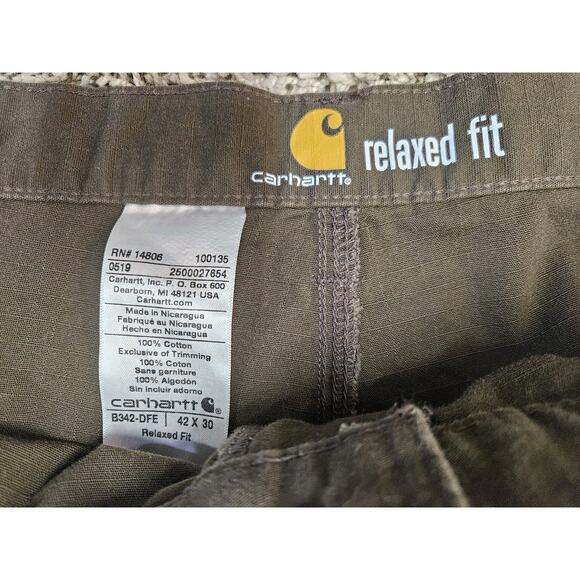 carhartt
relaxed fit
RN# 14806 100135
0519 2500027654
Carhartt, Inc. P. O. Box 600
Dearborn, MI 48121 USA
Carhartt.com
Made in Nicaragua
Fabriqué au Nicaragua
Hecho en Nicaragua
100% Cotton
Exclusive of Trimming
100% Coton
Sans garniture
100% Algodón
Sin incluir adorno
carhartt
B342-DFE 42 X 30
Relaxed Fit